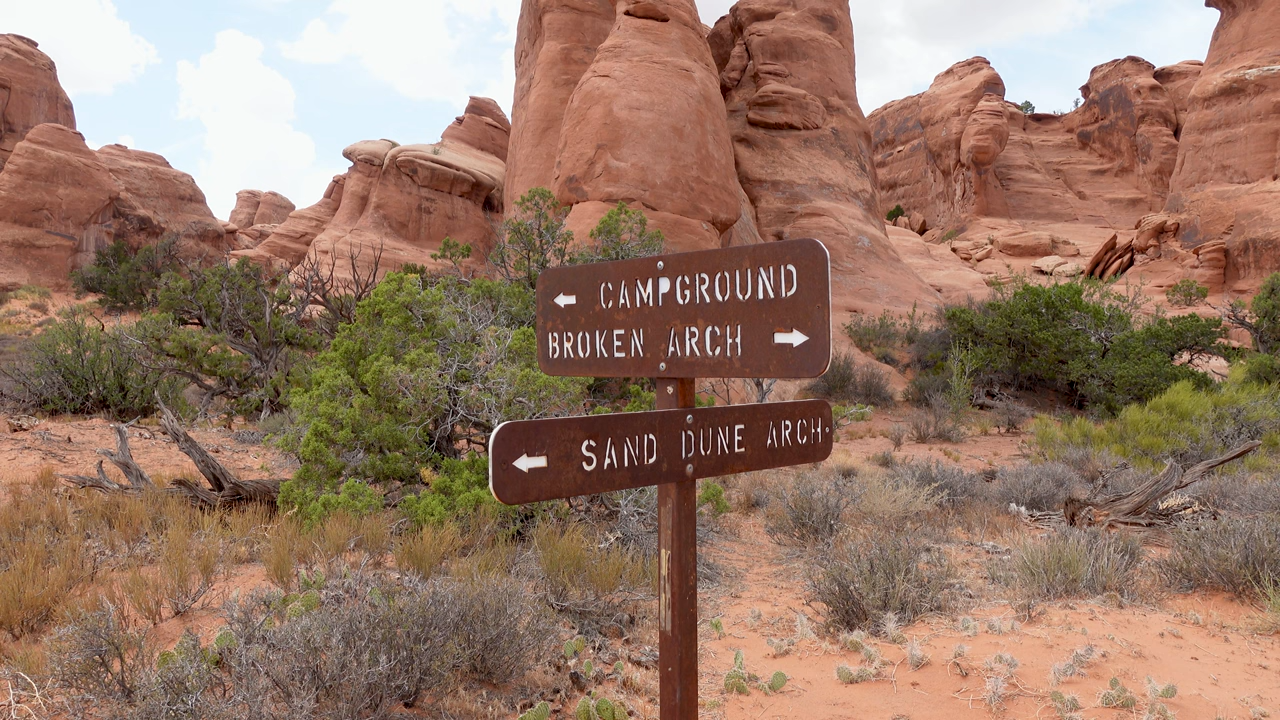 ← CAMPGROUND
BROKEN ARCH →
← SAND DUNE ARCH